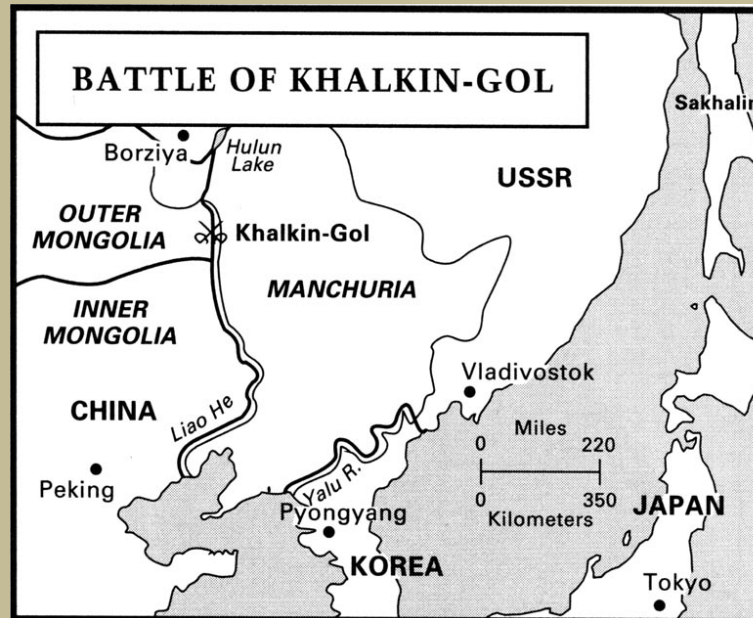 BATTLE OF KHALKIN-GOL
Sakhalin
Borziya
Hulun
Lake
USSR
OUTER
MONGOLIA
Khalkin-Gol
MANCHURIA
INNER
MONGOLIA
Vladivostok
CHINA
Liao He
0 Miles 220
Peking
Yalu R.
0 Kilometers 350
JAPAN
Pyongyang
KOREA
Tokyo